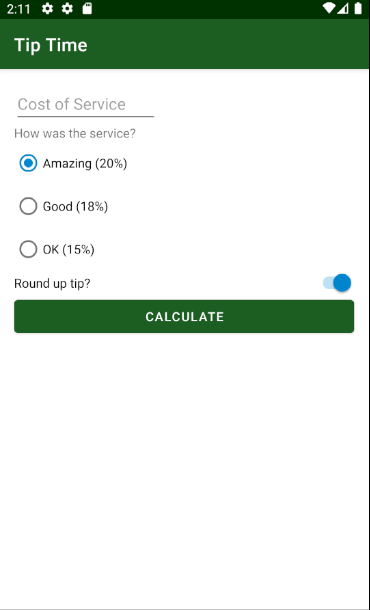 2:11
Tip Time
Cost of Service
How was the service?
Amazing (20%)
Good (18%)
OK (15%)
Round up tip?
CALCULATE